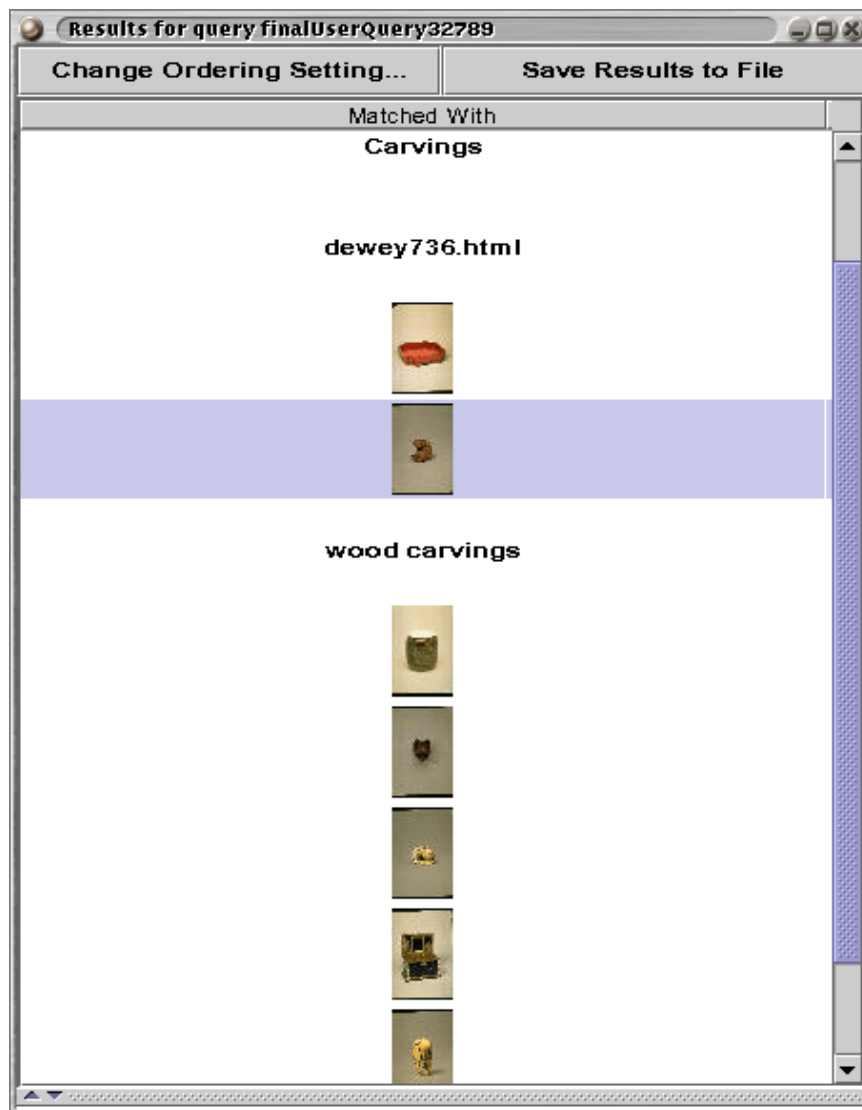 Results for query finalUserQuery32789
Change Ordering Setting... Save Results to File
Matched With
Carvings
dewey736.html
wood carvings